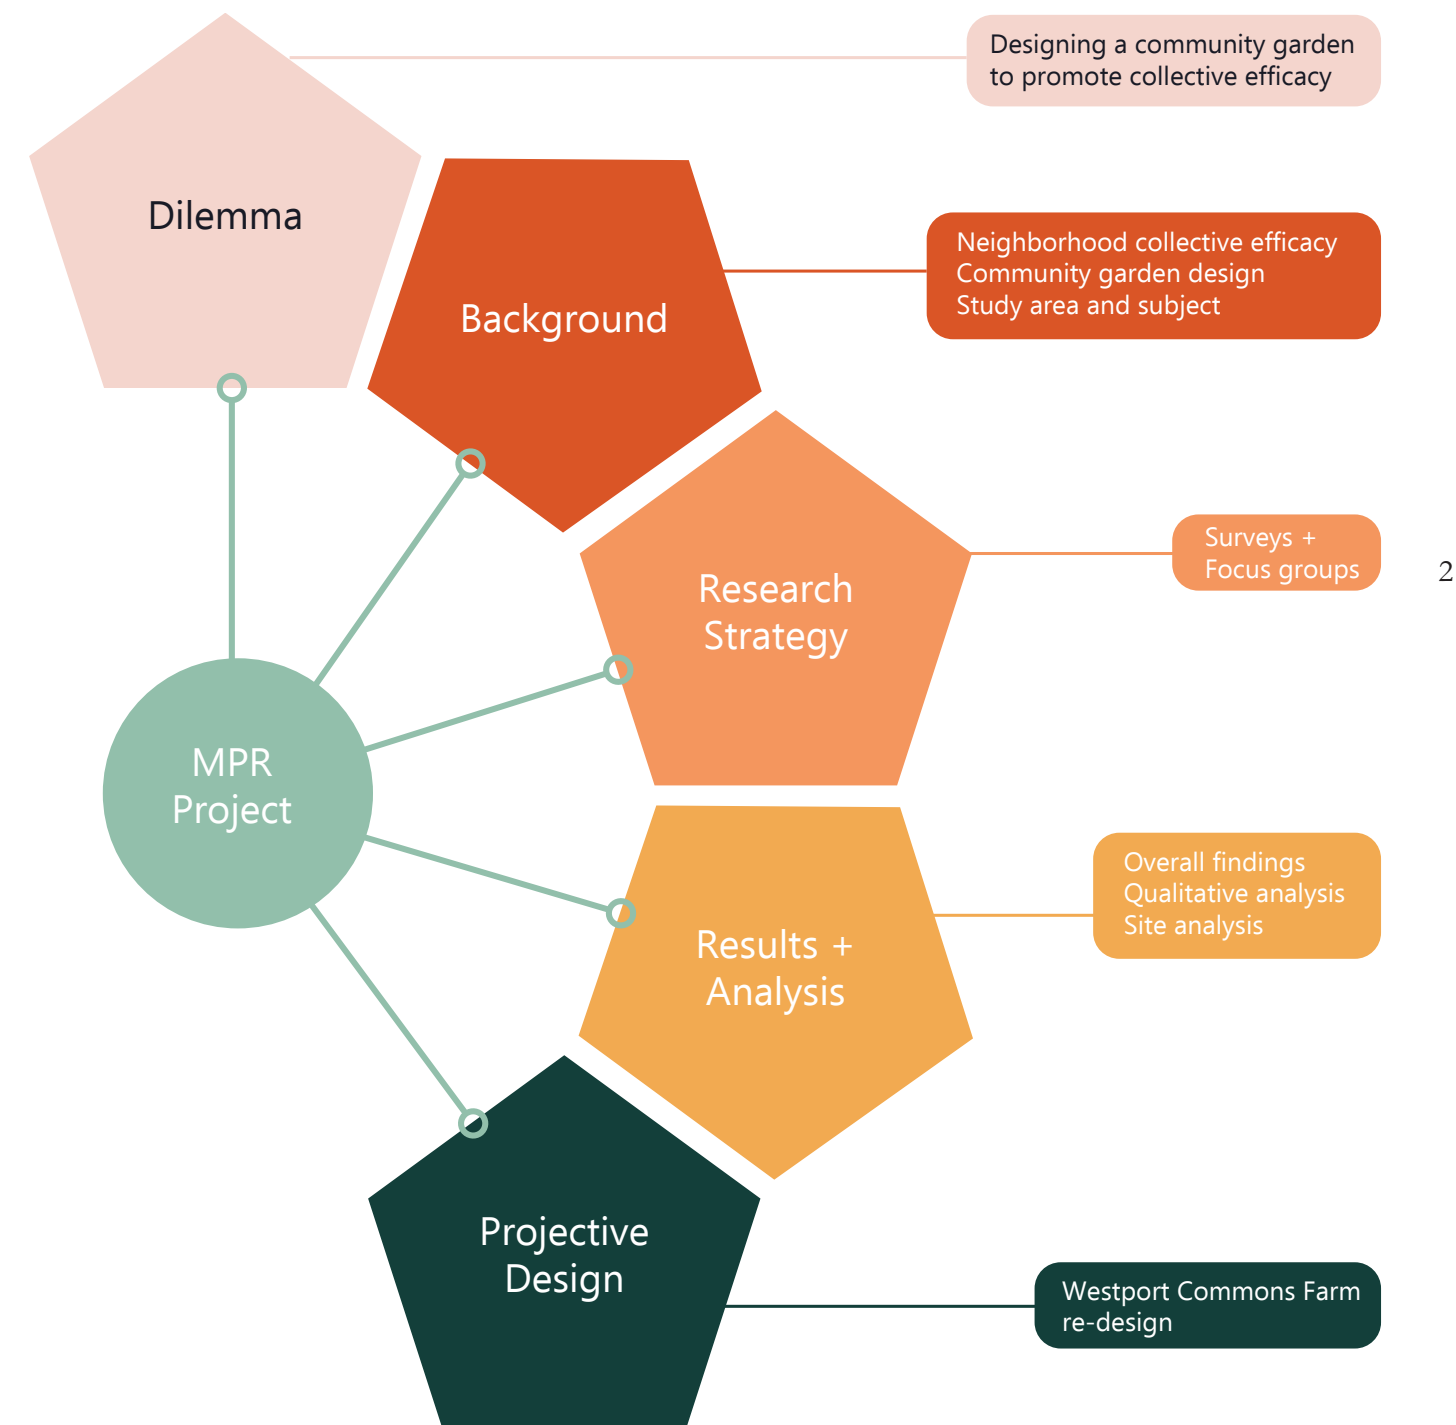 Designing a community garden
to promote collective efficacy
Dilemma
Neighborhood collective efficacy
Community garden design
Study area and subject
Background
Surveys +
Focus groups
2
Research
Strategy
MPR
Project
Overall findings
Qualitative analysis
Site analysis
Results +
Analysis
Projective
Design
Westport Commons Farm
re-design